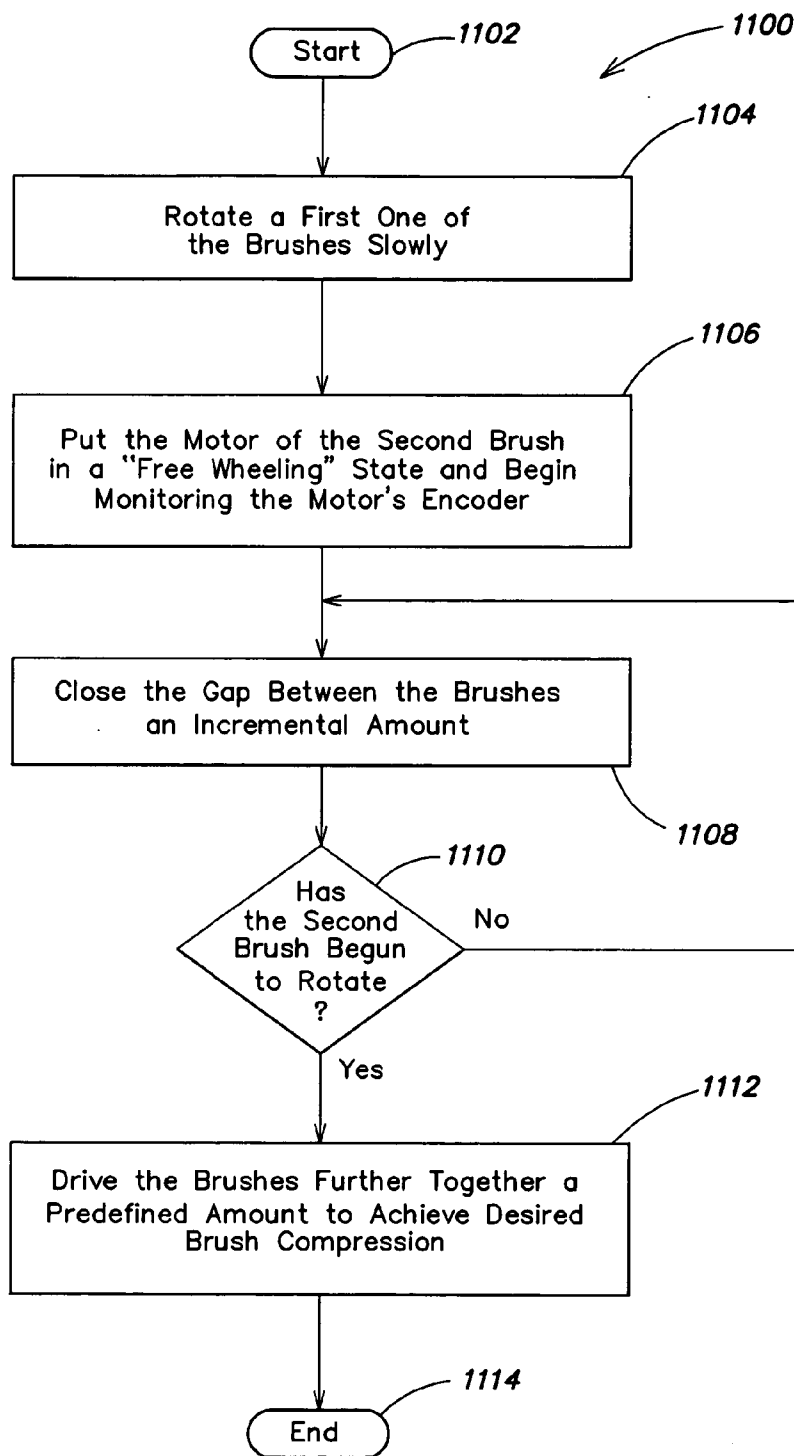 Start
1102
1100
1104
Rotate a First One of
the Brushes Slowly
1106
Put the Motor of the Second Brush
in a "Free Wheeling" State and Begin
Monitoring the Motor's Encoder
Close the Gap Between the Brushes
an Incremental Amount
1108
1110
Has
the Second
Brush Begun
to Rotate
?
No
Yes
1112
Drive the Brushes Further Together a
Predefined Amount to Achieve Desired
Brush Compression
1114
End